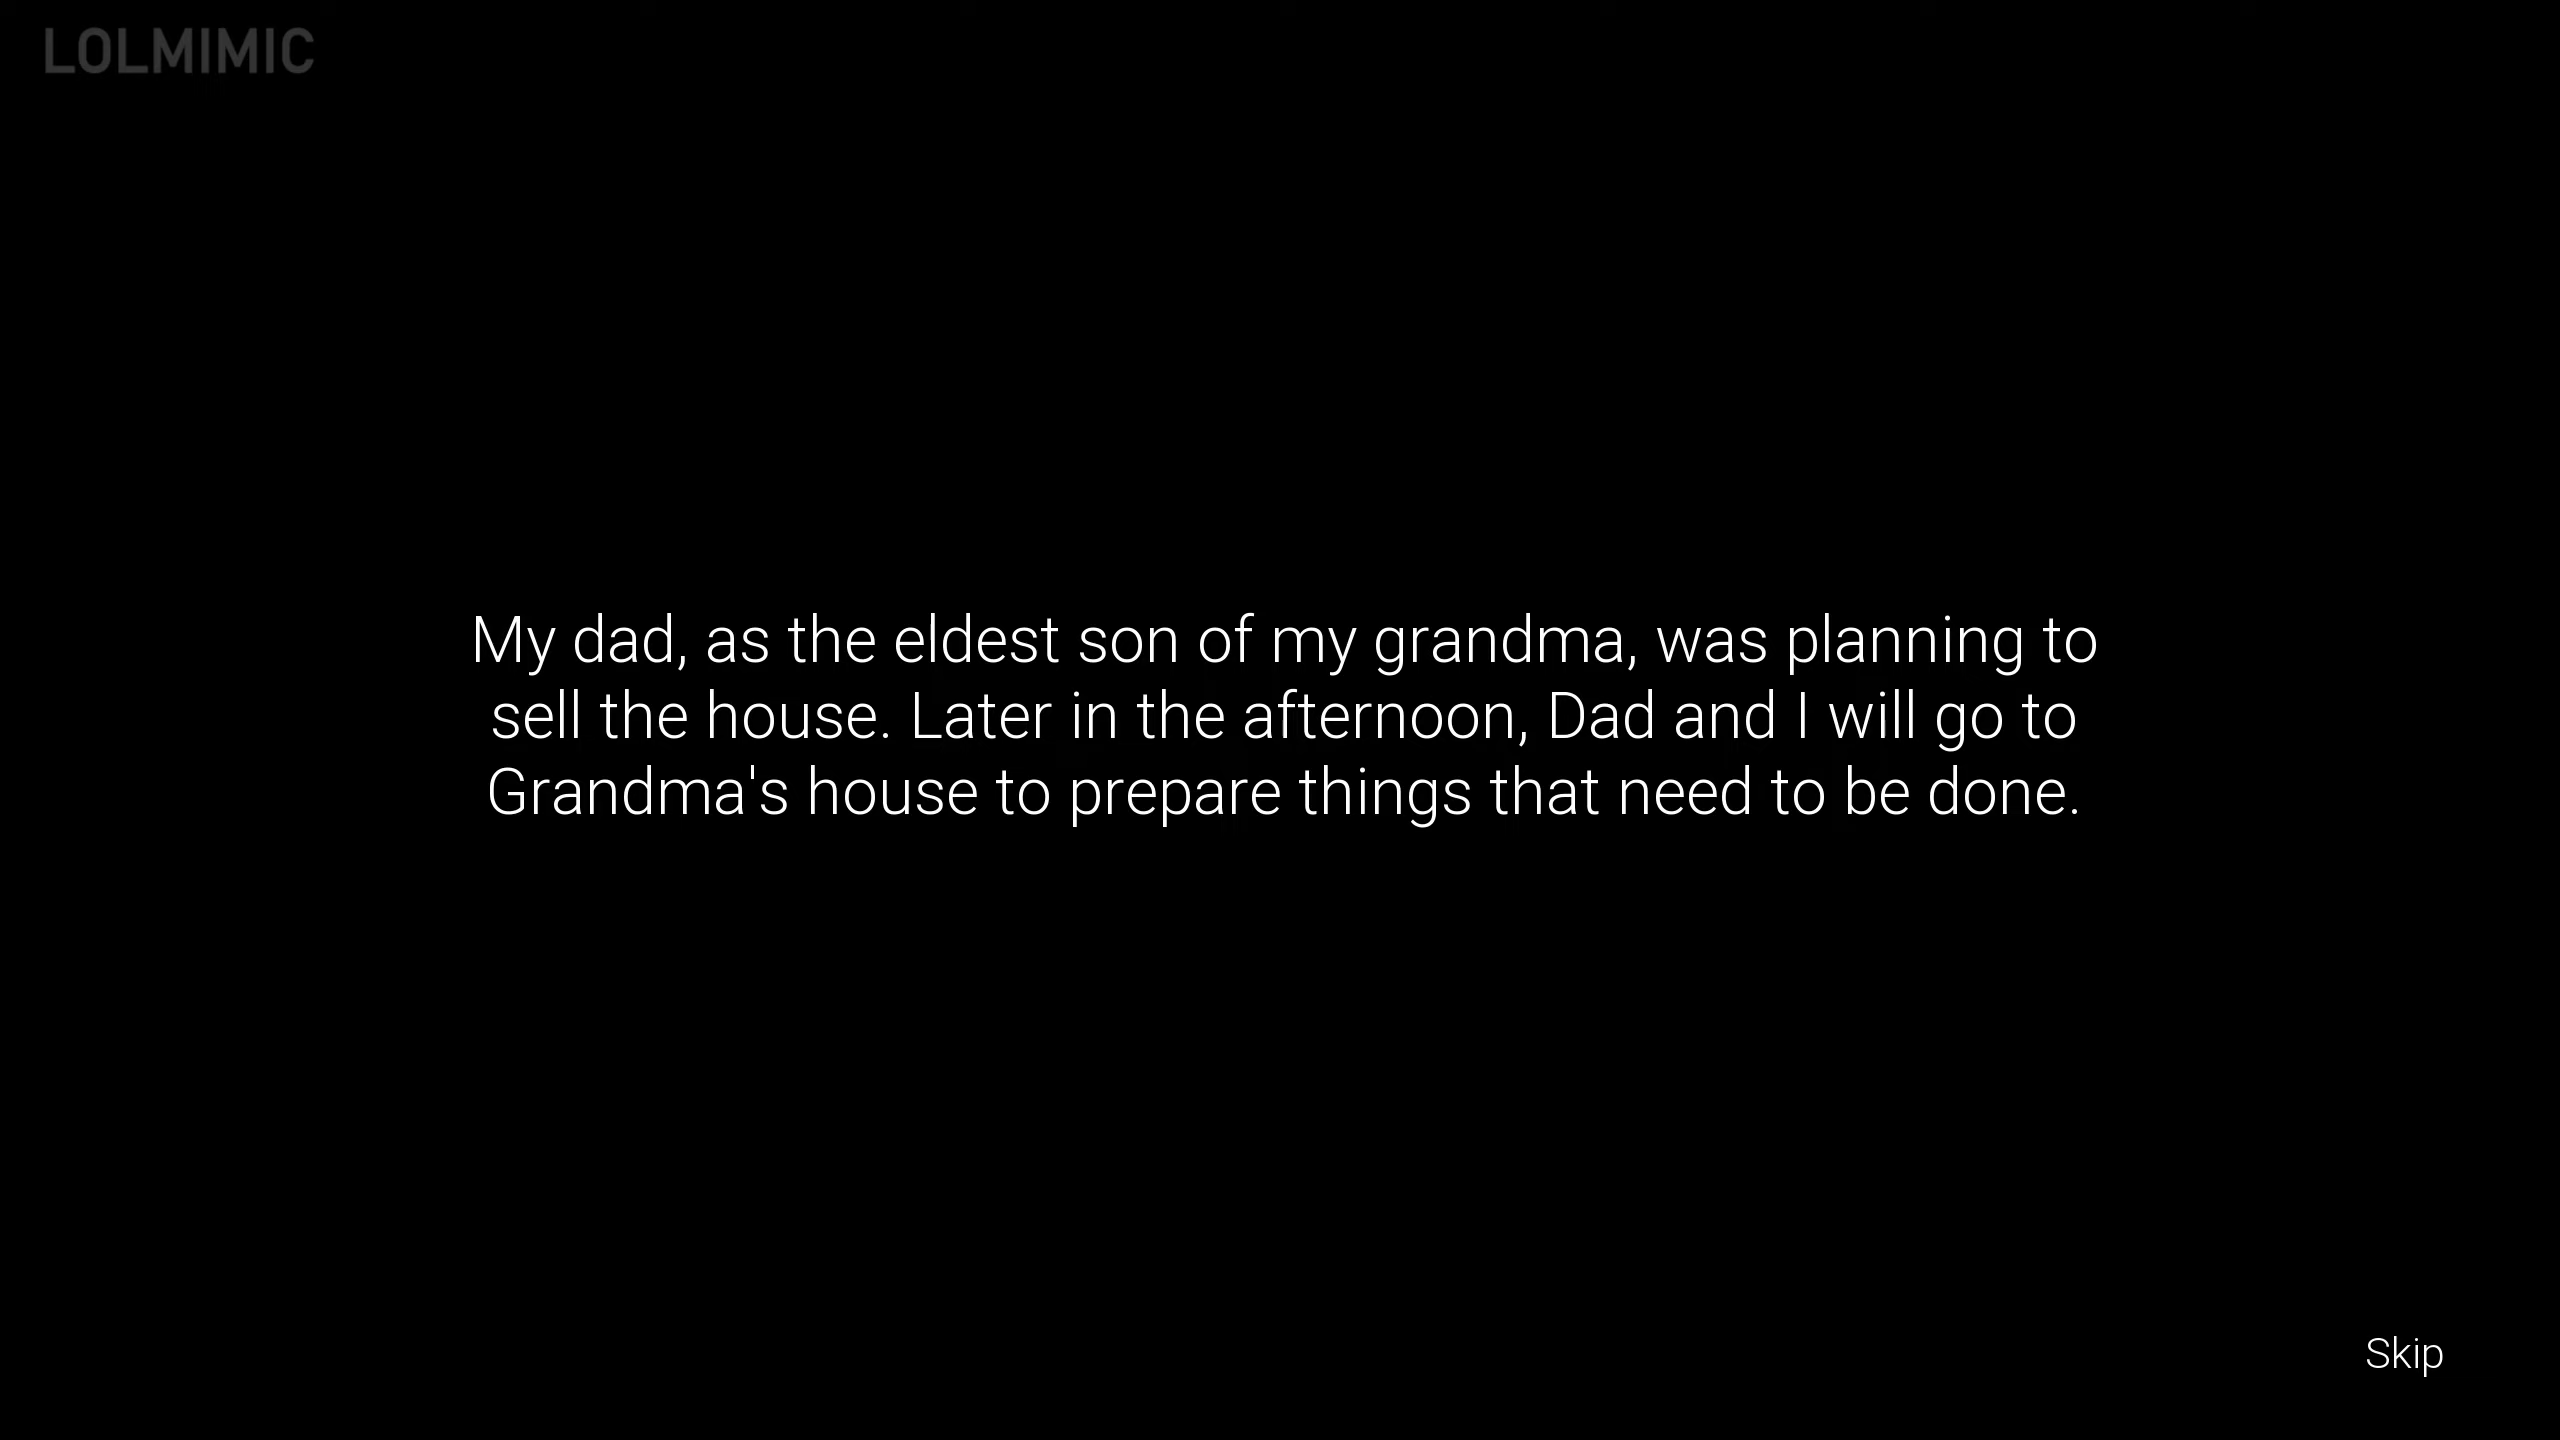 LOLMIMIC
My dad, as the eldest son of my grandma, was planning to
sell the house. Later in the afternoon, Dad and I will go to
Grandma's house to prepare things that need to be done.
Skip